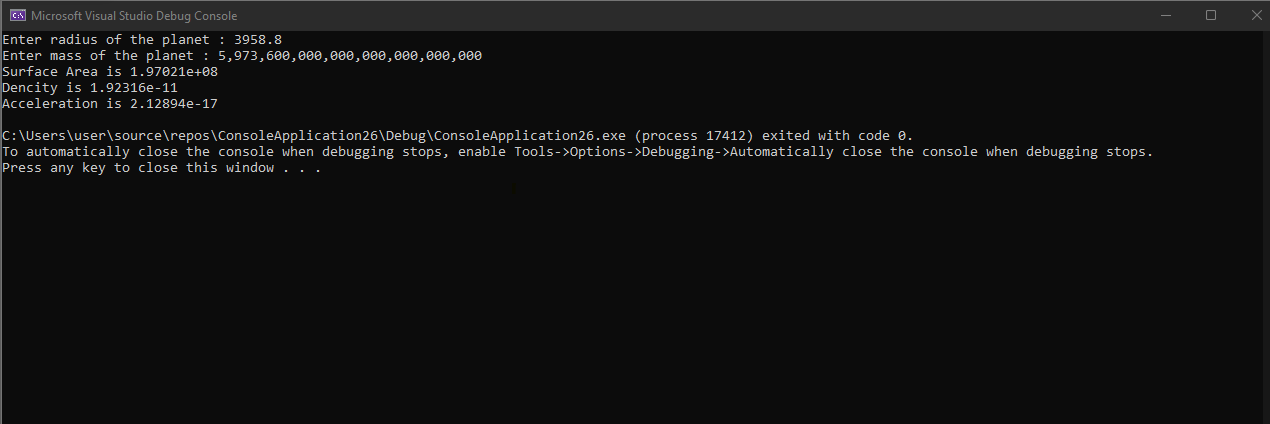 Microsoft Visual Studio Debug Console
Enter radius of the planet : 3958.8
Enter mass of the planet : 5,973,600,000,000,000,000,000,000
Surface Area is 1.97021e+08
Dencity is 1.92316e-11
Acceleration is 2.12894e-17
C:\Users\user\source\repos\ConsoleApplication26\Debug\ConsoleApplication26.exe (process 17412) exited with code 0.
To automatically close the console when debugging stops, enable Tools->Options->Debugging->Automatically close the console when debugging stops.
Press any key to close this window . . .